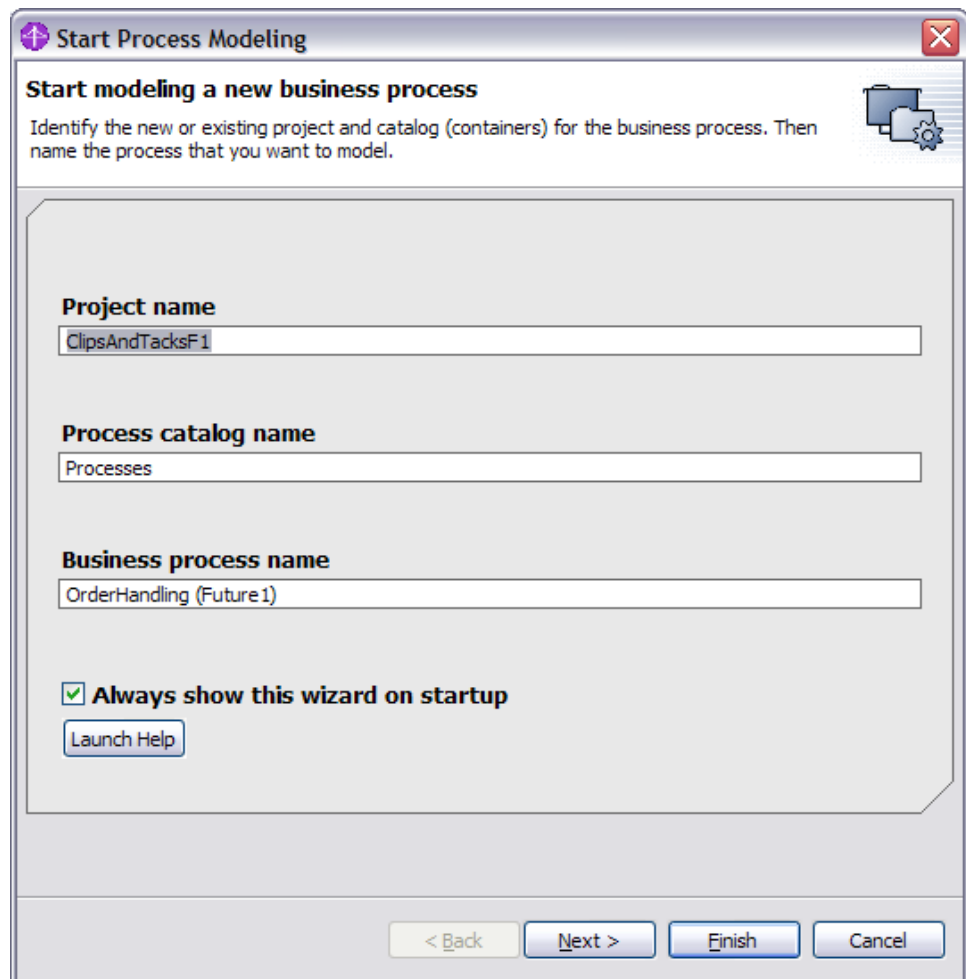 Start Process Modeling
Start modeling a new business process
Identify the new or existing project and catalog (containers) for the business process. Then
name the process that you want to model.
Project name
ClipsAndTacksF1
Process catalog name
Processes
Business process name
OrderHandling (Future1)
Always show this wizard on startup
Launch Help
< Back Next > Finish Cancel